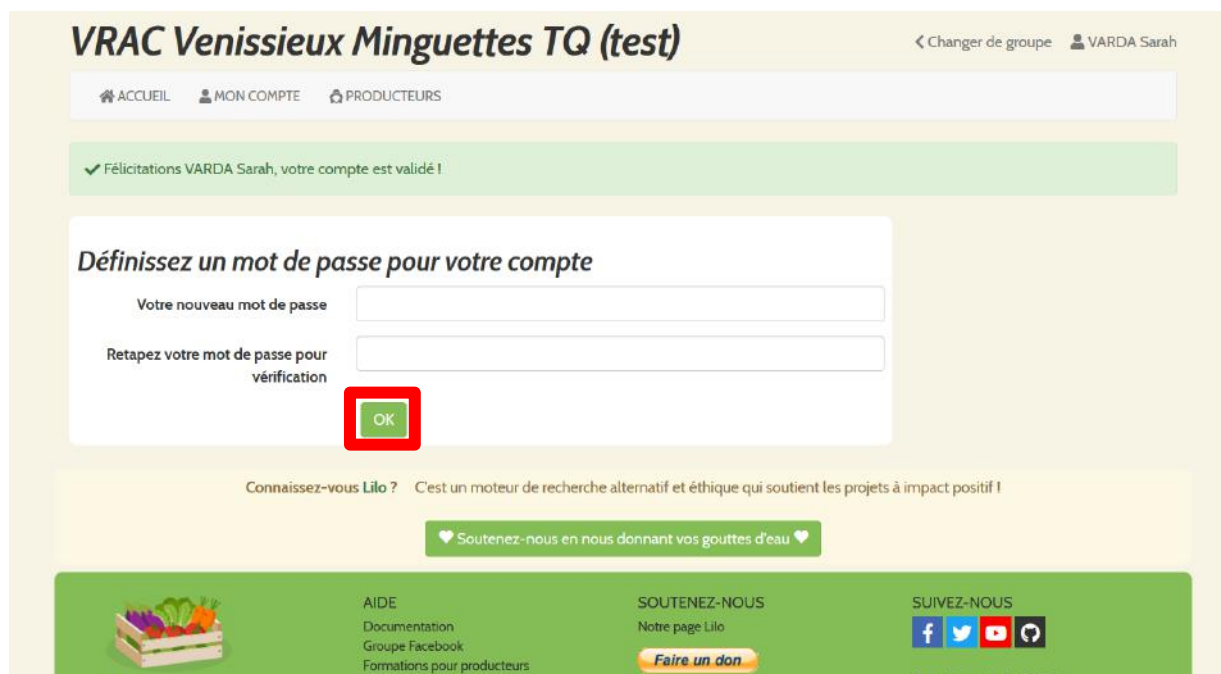 VRAC Venissieux Minguettes TQ (test)
Changer de groupe VARDA Sarah
ACCUEIL MON COMPTE PRODUCTEURS
Félicitations VARDA Sarah, votre compte est validé !
Définissez un mot de passe pour votre compte
Votre nouveau mot de passe
Retapez votre mot de passe pour
vérification
OK
Connaissez-vous Lilo ? C'est un moteur de recherche alternatif et éthique qui soutient les projets à impact positif !
Soutenez-nous en nous donnant vos gouttes d'eau
AIDE
Documentation
Groupe Facebook
Formations pour producteurs
SOUTENEZ-NOUS
Notre page Lilo
Faire un don
SUIVEZ-NOUS